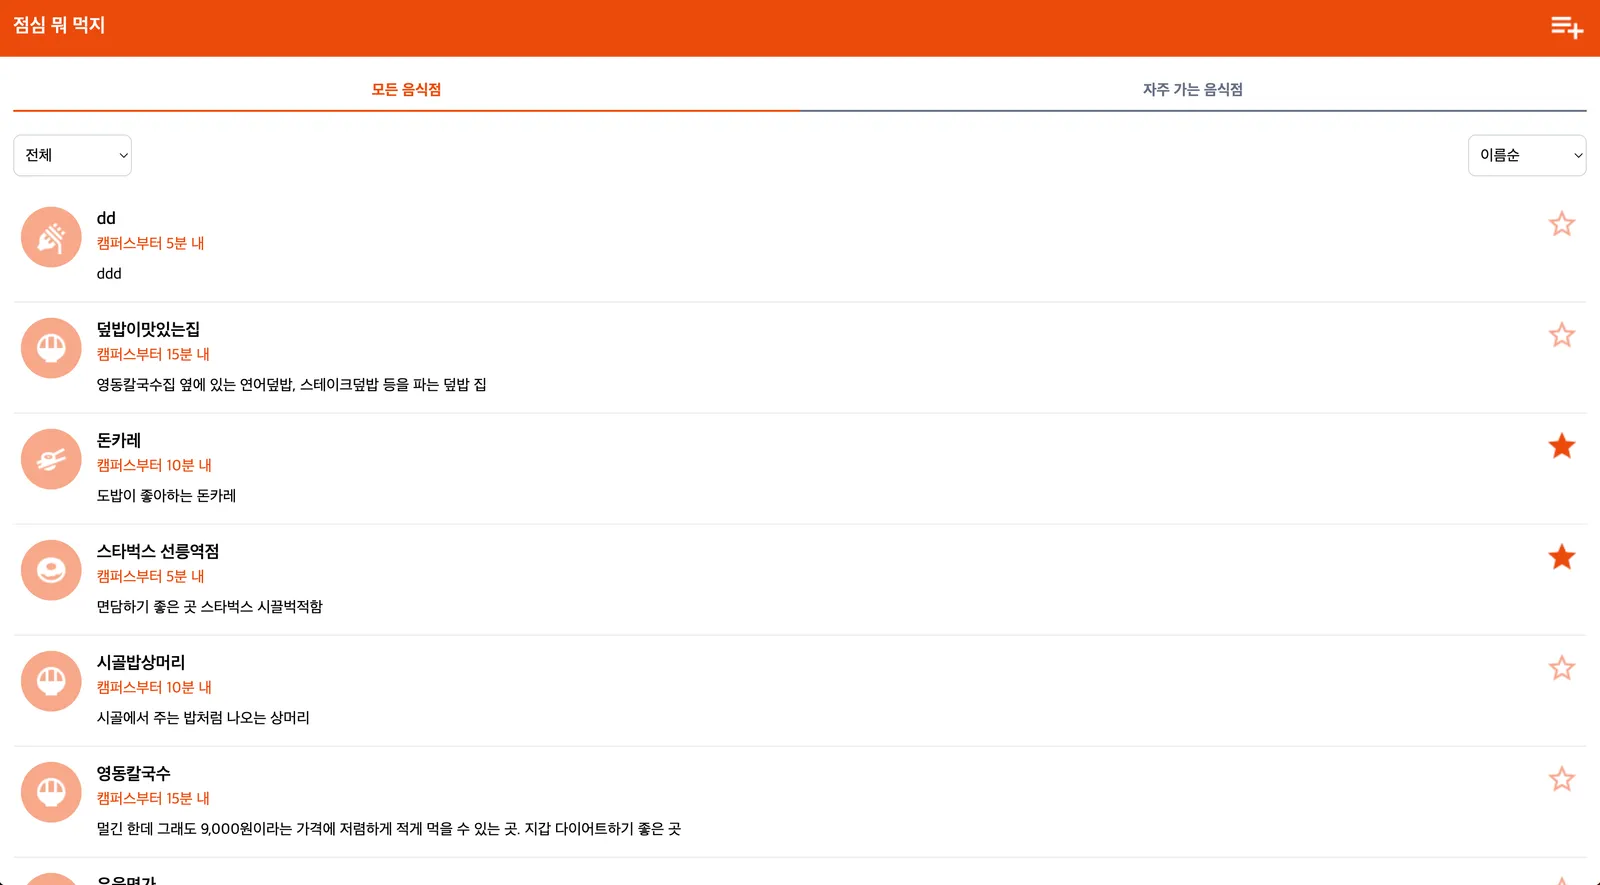 점심 뭐 먹지
모든 음식점
자주 가는 음식점
전체
이름순
dd
캠퍼스부터 5분 내
ddd
덮밥이맛있는집
캠퍼스부터 15분 내
영동칼국수집 옆에 있는 연어덮밥, 스테이크덮밥 등을 파는 덮밥 집
돈카레
캠퍼스부터 10분 내
도밥이 좋아하는 돈카레
스타벅스 선릉역점
캠퍼스부터 5분 내
면담하기 좋은 곳 스타벅스 시끌벅적함
시골밥상머리
캠퍼스부터 10분 내
시골에서 주는 밥처럼 나오는 상머리
영동칼국수
캠퍼스부터 15분 내
멀긴 한데 그래도 9,000원이라는 가격에 저렴하게 적게 먹을 수 있는 곳. 지갑 다이어트하기 좋은 곳